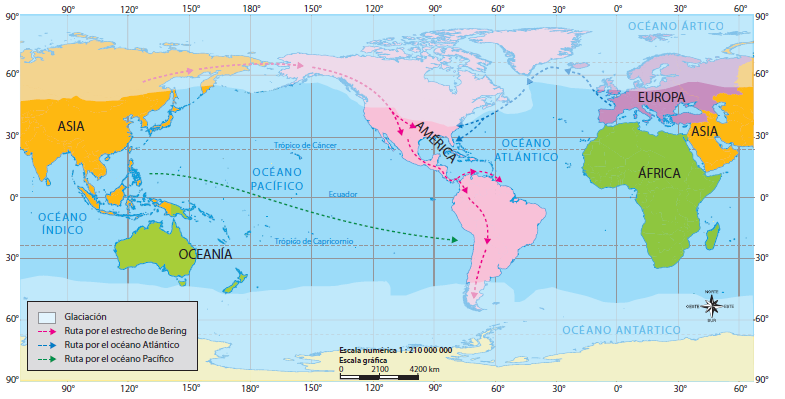 90° 120° 150° 180° 150° 120° 90° 60° 30° 0° 30° 60°
90° 90°
OCÉANO ÁRTICO
60° 60°
EUROPA
ASIA AMÉRICA ASIA
30° 30°
Trópico de Cáncer
OCÉANO
ATLÁNTICO
OCÉANO
PACÍFICO
ÁFRICA
Ecuador
0° 0°
OCÉANO
ÍNDICO
Trópico de Capricornio
OCEANÍA
30° 30°
NORTE
OESTE ESTE
SUR
Glaciación
Ruta por el estrecho de Bering
Ruta por el océano Atlántico
Ruta por el océano Pacífico
60° 60°
OCÉANO ANTÁRTICO
Escala numérica 1 : 210 000 000
Escala gráfica
0 2100 4200 km
90° 90°
90° 120° 150° 180° 150° 120° 90° 60° 30° 0° 30° 60°